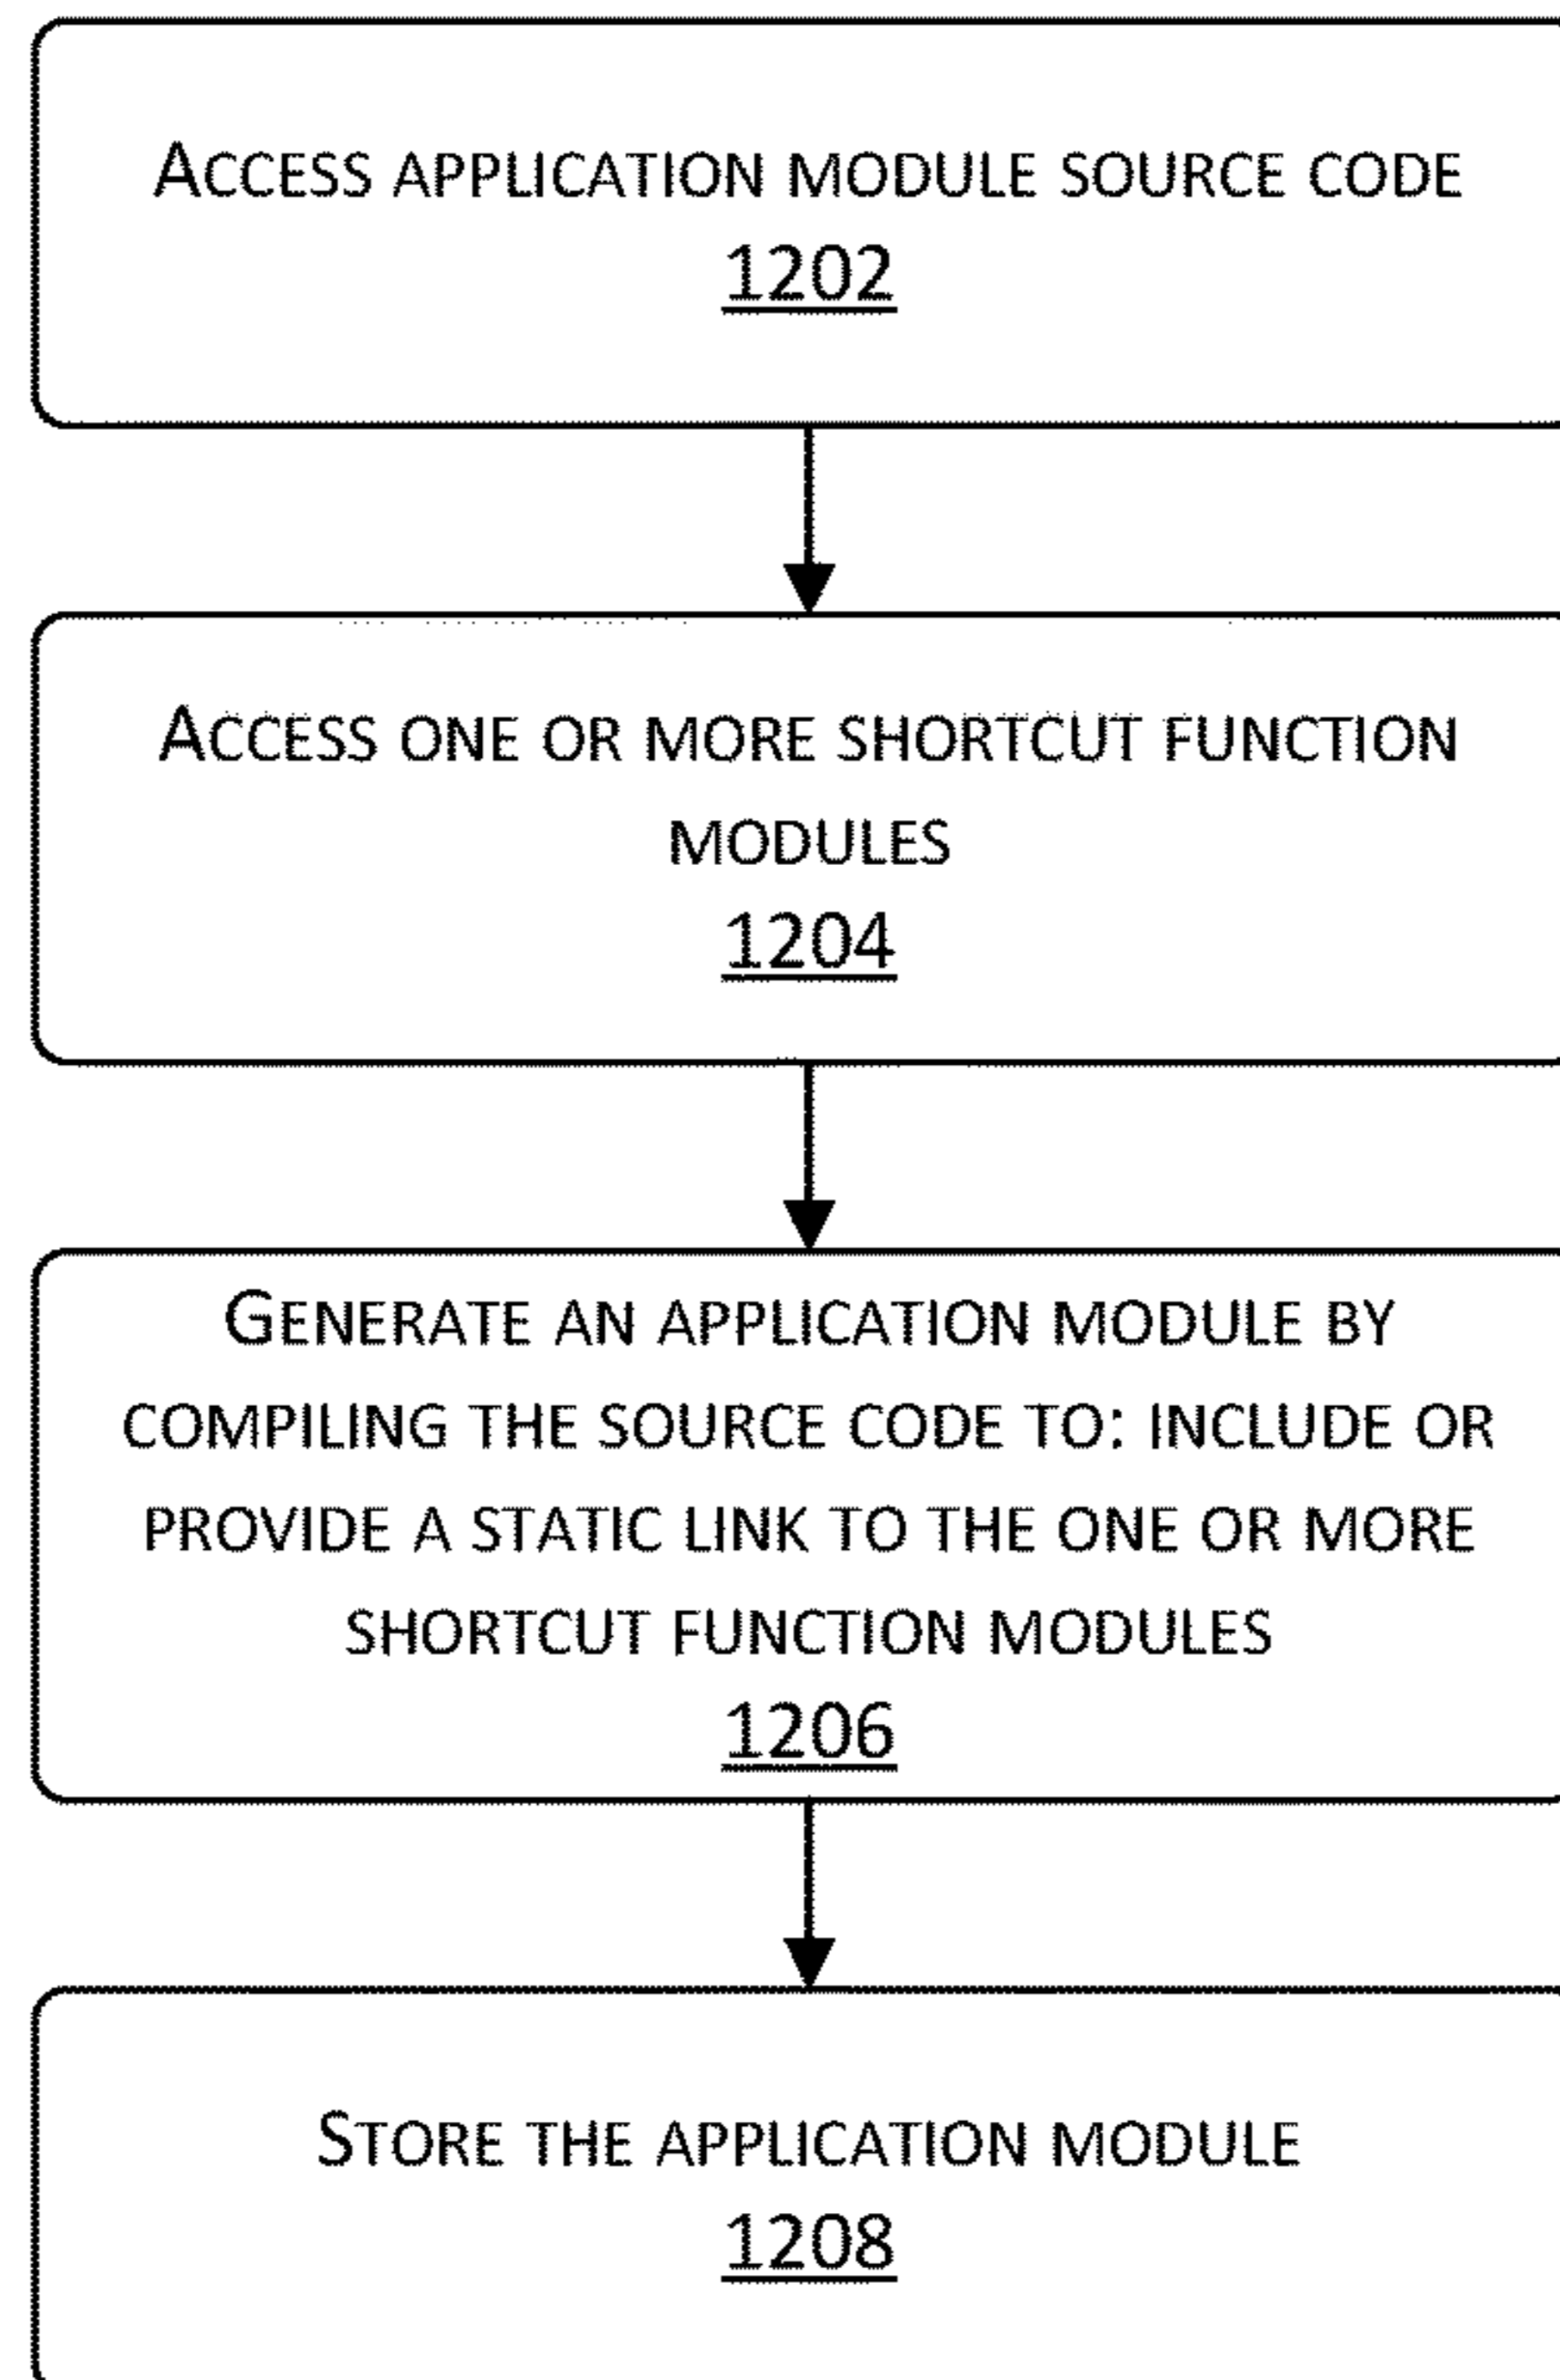 ACCESS APPLICATION MODULE SOURCE CODE
1202
ACCESS ONE OR MORE SHORTCUT FUNCTION
MODULES
1204
GENERATE AN APPLICATION MODULE BY
COMPILING THE SOURCE CODE TO: INCLUDE OR
PROVIDE A STATIC LINK TO THE ONE OR MORE
SHORTCUT FUNCTION MODULES
1206
STORE THE APPLICATION MODULE
1208